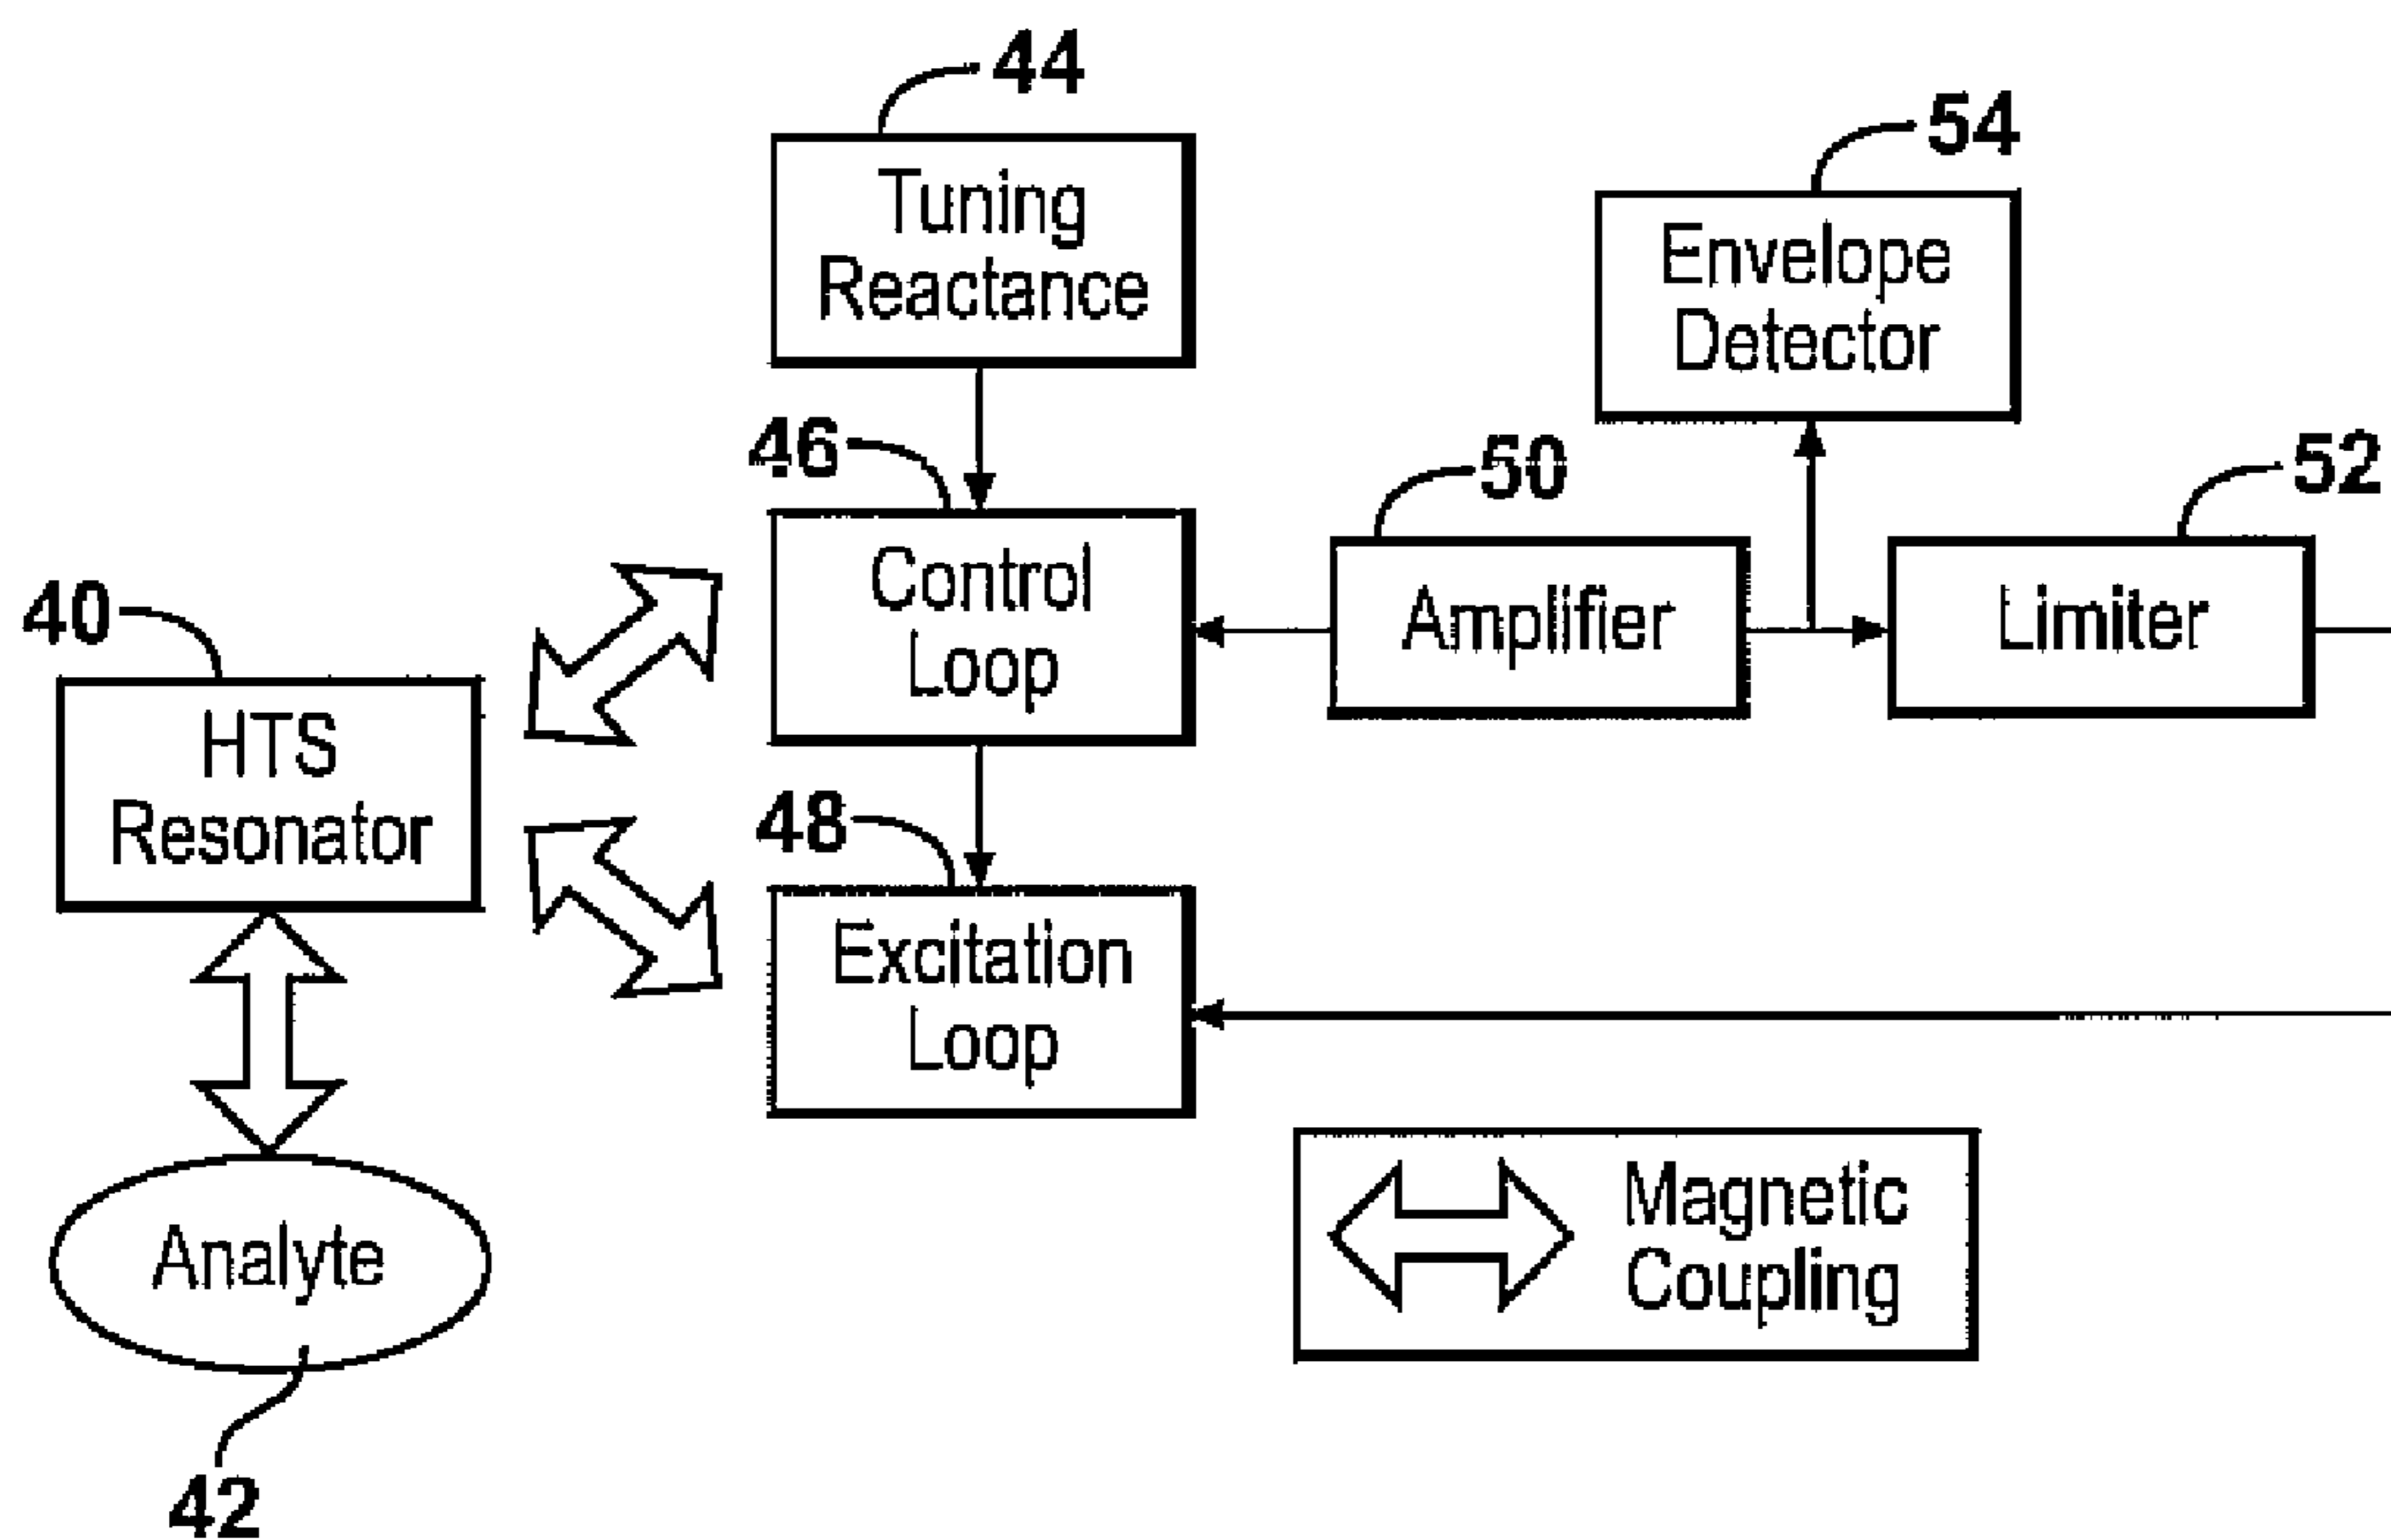 44
Tuning
Reactance
54
Envelope
Detector
46
Control
Loop
50
Amplifier
52
Limiter
40
HTS
Resonator
48
Excitation
Loop
Analyte
42
Magnetic
Coupling